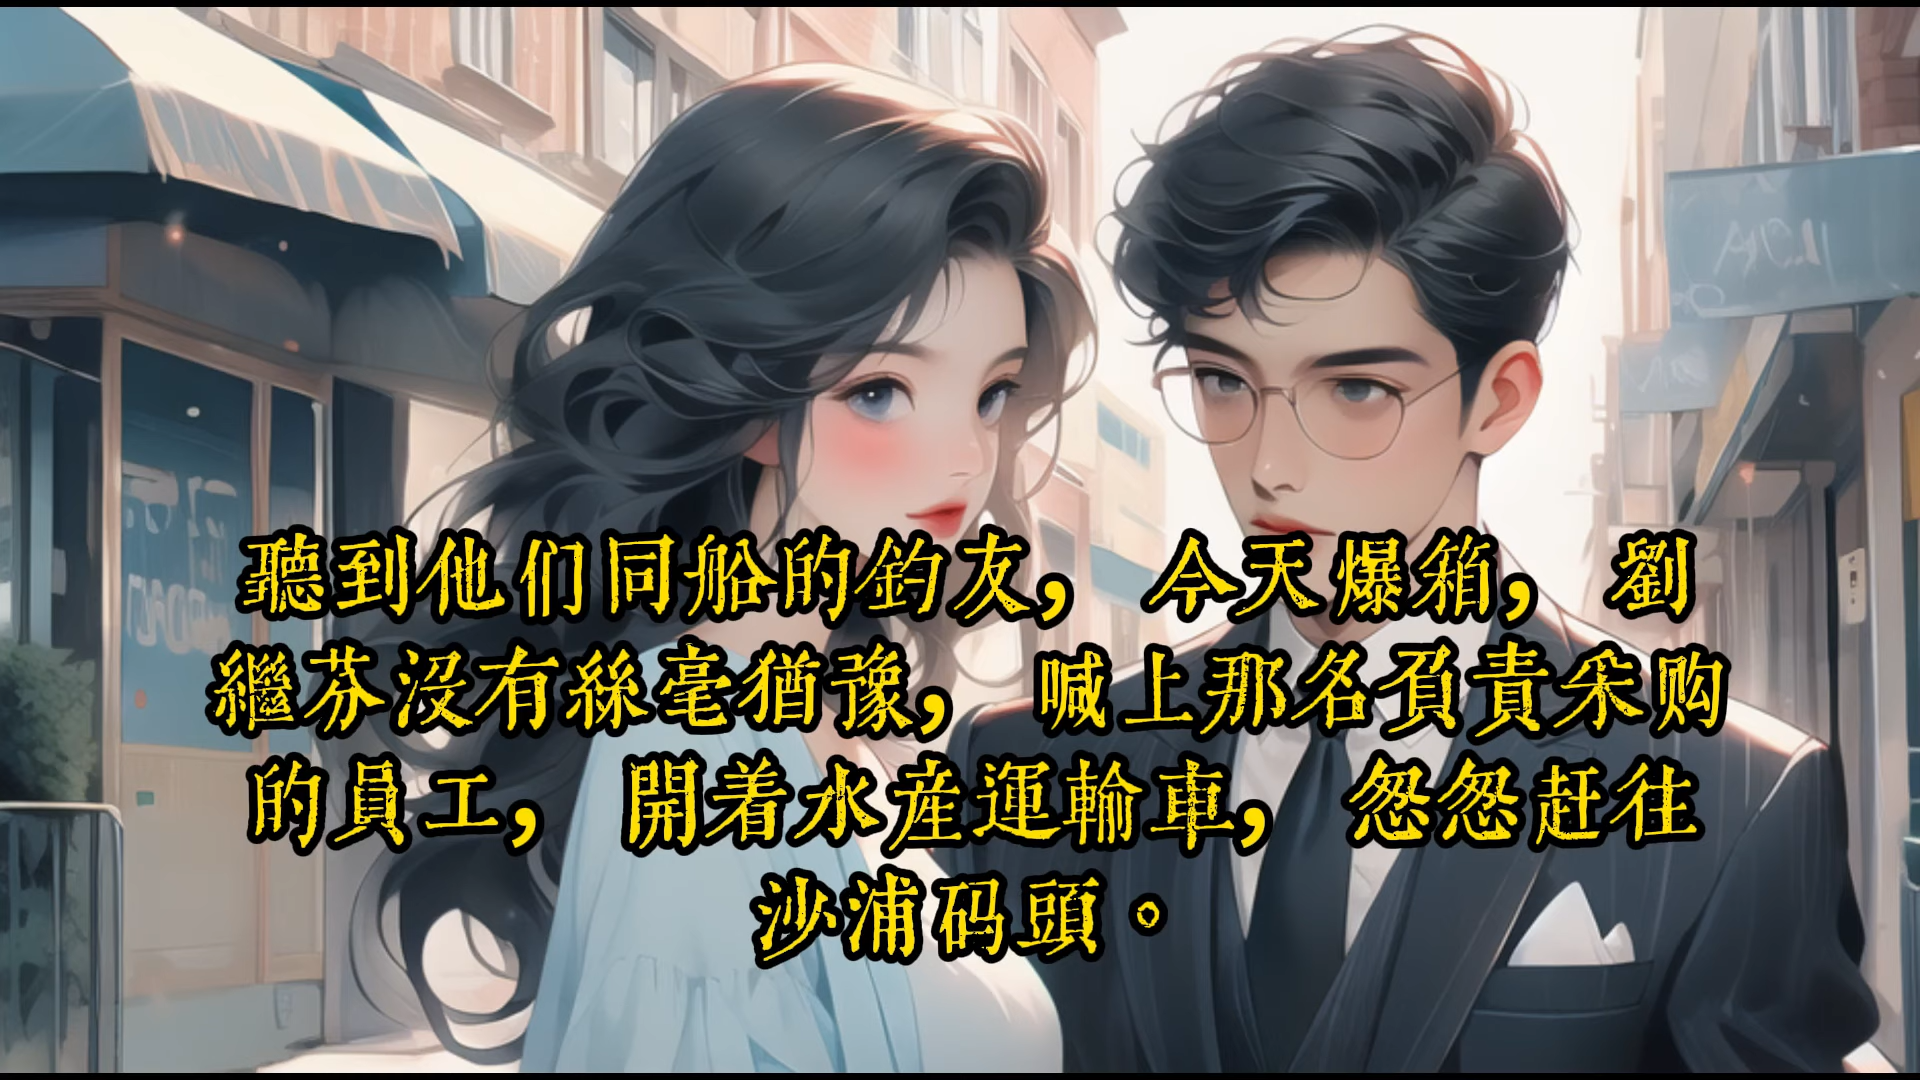 聽到他们同船的釣友，今天爆箱，劉
繼芬沒有絲毫猶豫，喊上那名負責采购
的員工，開着水産運輸車，怱怱赶往
沙浦码頭。